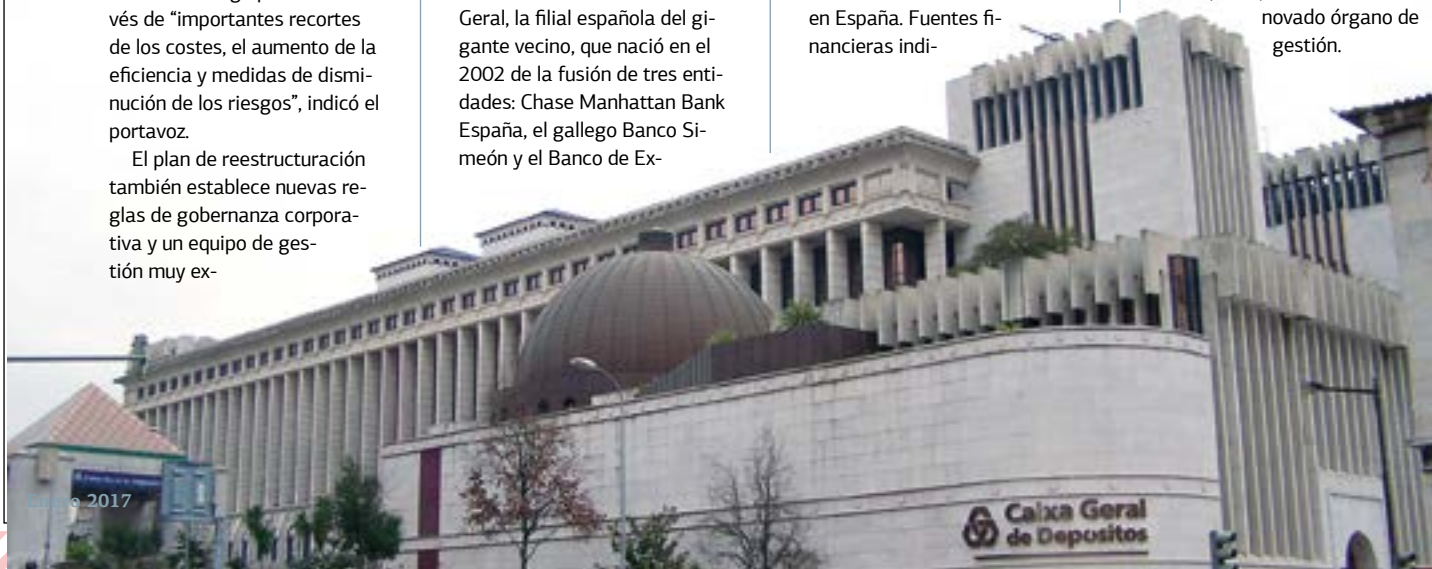 vés de “importantes recortes
de los costes, el aumento de la
eficiencia y medidas de dismi-
nución de los riesgos”, indicó el
portavoz.
El plan de reestructuración
también establece nuevas re-
glas de gobernanza corpora-
tiva y un equipo de ges-
tión muy ex-
Geral, la filial española del gi-
gante vecino, que nació en el
2002 de la fusión de tres enti-
dades: Chase Manhattan Bank
España, el gallego Banco Si-
meón y el Banco de Ex-
en España. Fuentes fi-
nancieras indi-
novado órgano de
gestión.
Caixa Geral
de Depositos
2017